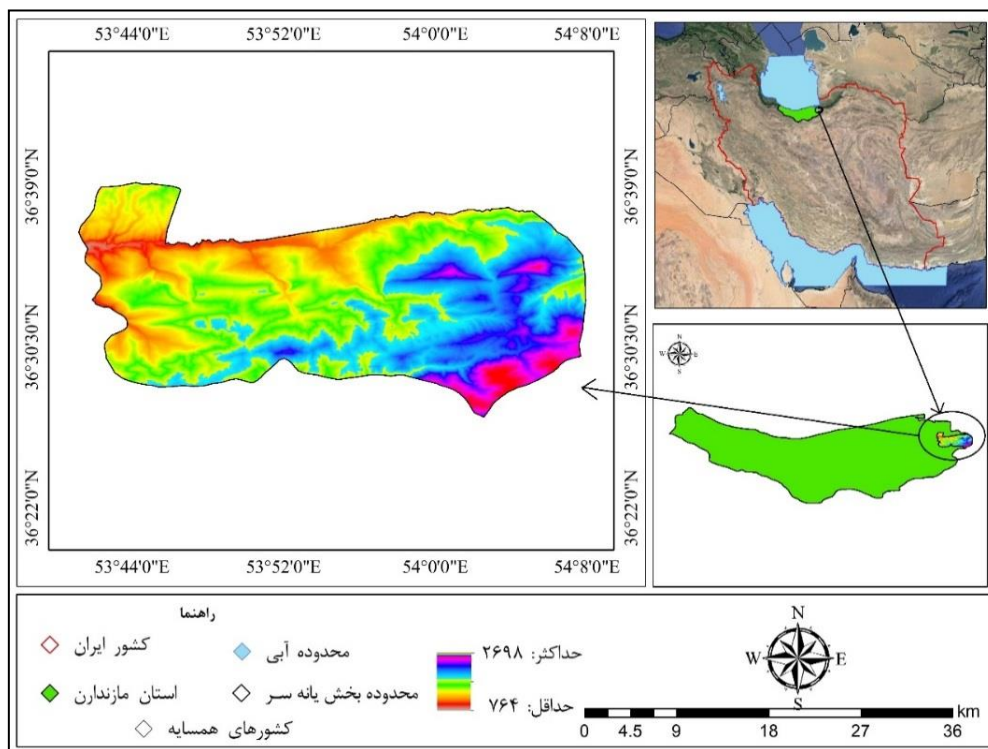 53°44'0"E 53°52'0"E 54°0'0"E 54°8'0"E
36°39'0"N 36°39'0"N
36°30'30"N 36°30'30"N
36°22'0"N 36°22'0"N
53°44'0"E 53°52'0"E 54°0'0"E 54°8'0"E
N
W E
S
راهنما
کشور ایران
محدوده آبی
حداکثر: ۲۶۹۸
استان مازندران
محدوده بخش یانه سر
حداقل: ۷۶۴
کشورهای همسایه
N
W E
S
km
0 4.5 9 18 27 36